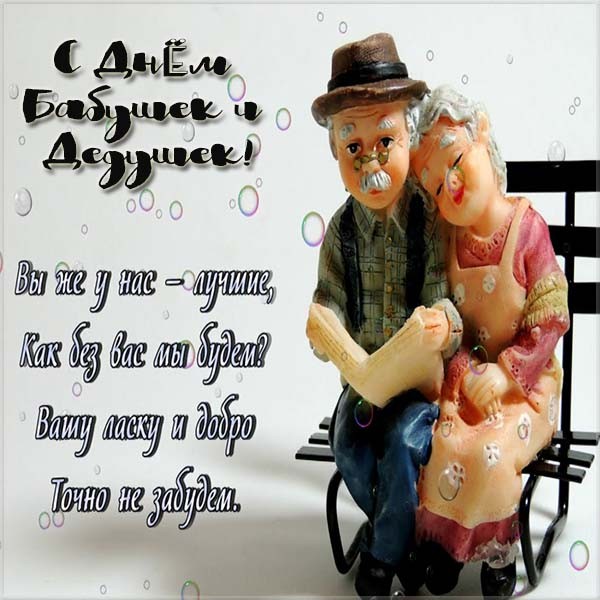 С Днём
Бабушек и
Дедушек!
Вы же у нас – лучшие,
Как без вас мы будем?
Вашу ласку и добро
Точно не забудем.